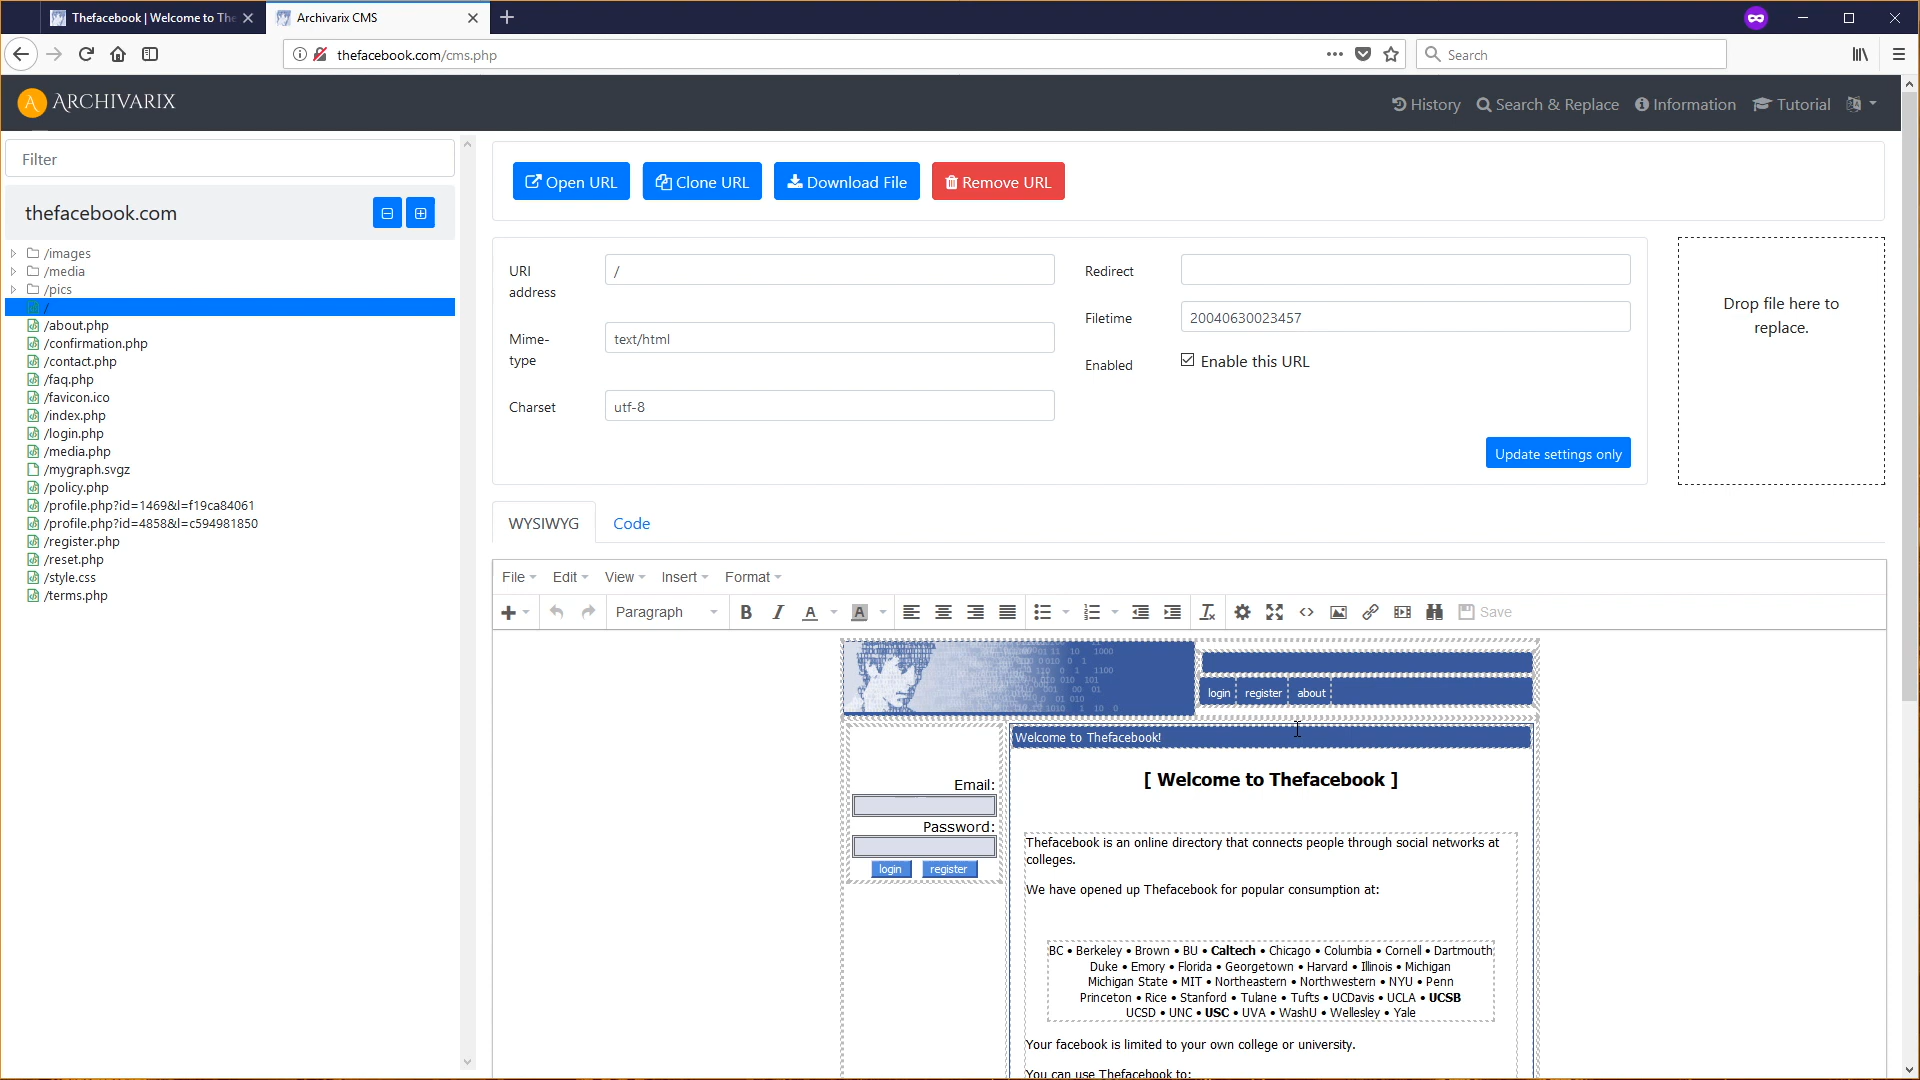 Thefacebook | Welcome to The
Archivarix CMS
thefacebook.com/cms.php
Search
ARCHIVARIX
History
Search & Replace
Information
Tutorial
Filter
thefacebook.com
/images
/media
/pics
/
/about.php
/confirmation.php
/contact.php
/faq.php
/favicon.ico
/index.php
/login.php
/media.php
/mygraph.svgz
/policy.php
/profile.php?id=1469&l=f19ca84061
/profile.php?id=4858&l=c594981850
/register.php
/reset.php
/style.css
/terms.php
Open URL
Clone URL
Download File
Remove URL
URI address
/
Mime-type
text/html
Charset
utf-8
Redirect
Filetime
20040630023457
Enabled
Enable this URL
Update settings only
Drop file here to
replace.
WYSIWYG
Code
File
Edit
View
Insert
Format
Paragraph
Save
login
register
about
Email:
Password:
login
register
Welcome to Thefacebook!
[ Welcome to Thefacebook ]
Thefacebook is an online directory that connects people through social networks at
colleges.
We have opened up Thefacebook for popular consumption at:
BC • Berkeley • Brown • BU • Caltech • Chicago • Columbia • Cornell • Dartmouth
Duke • Emory • Florida • Georgetown • Harvard • Illinois • Michigan
Michigan State • MIT • Northeastern • Northwestern • NYU • Penn
Princeton • Rice • Stanford • Tulane • Tufts • UCDavis • UCLA • UCSB
UCSD • UNC • USC • UVA • WashU • Wellesley • Yale
Your facebook is limited to your own college or university.
You can use Thefacebook to: